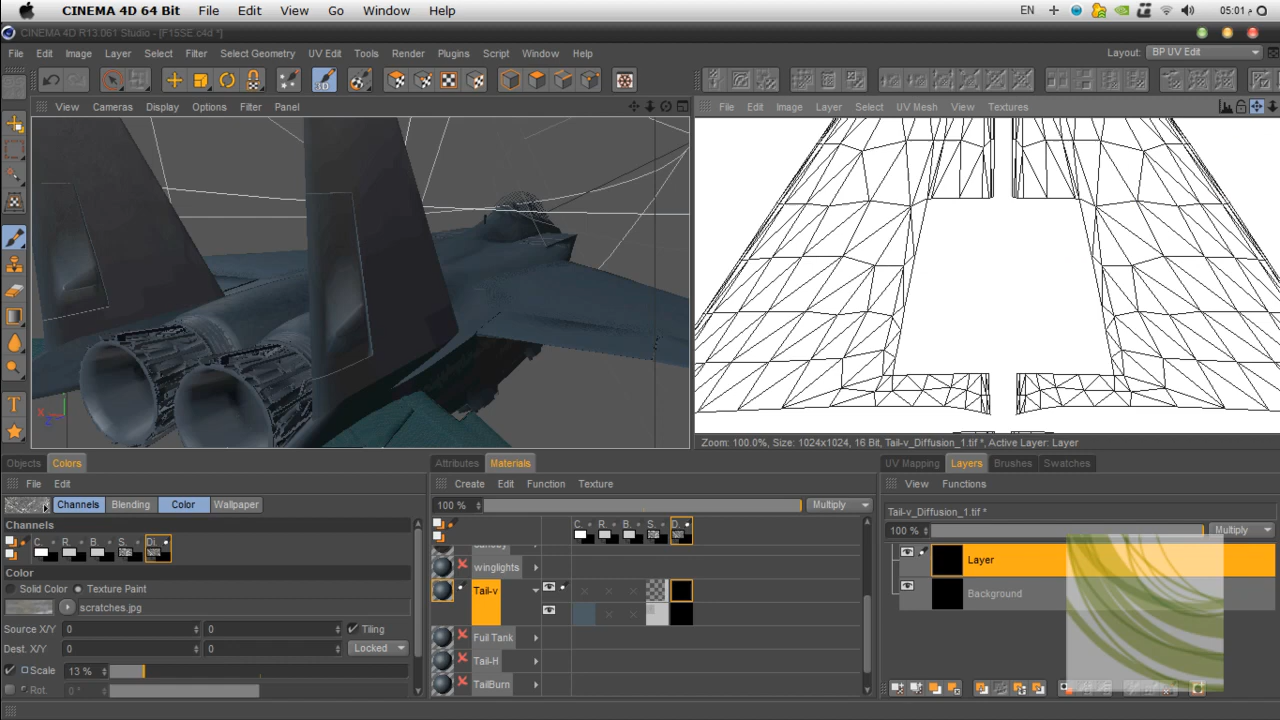 CINEMA 4D 64 Bit File Edit View Go Window Help EN 05:01 م
CINEMA 4D R13.061 Studio - [F15SE c4d *]
File Edit Image Layer Select Filter Select Geometry UV Edit Tools Render Plugins Script Window Help Layout: BP UV Edit
3D
View Cameras Display Options Filter Panel
File Edit Image Layer Select UV Mesh View Textures
X
Z
Zoom: 100.0%, Size: 1024x1024, 16 Bit, Tail-v_Diffusion_1.tif *, Active Layer: Layer
Objects Colors
Attributes Materials
UV Mapping Layers Brushes Swatches
File Edit
Create Edit Function Texture
View Functions
Channels Blending Color Wallpaper
100 % Multiply
Tail-v_Diffusion_1.tif *
100 % Multiply
Channels
C. R. B. S. Di.
Color
Solid Color Texture Paint
scratches.jpg
Source X/Y 0 0 Tiling
Dest. X/Y 0 0 Locked
Scale 13 %
Rot. 0 °
C. R. B. S. D.
winglights
Tail-v
Fuil Tank
Tail-H
TailBurn
Layer
Background